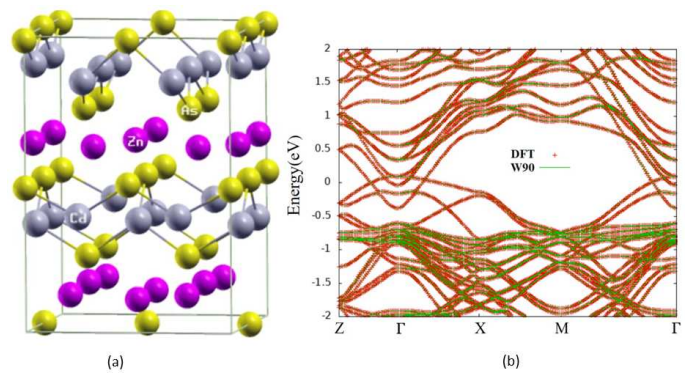 As
Zn
Cd
(a)
Energy(eV)
2
1.5
1
0.5
0
-0.5
-1
-1.5
-2
DFT
W90
Z Γ X M Γ
(b)